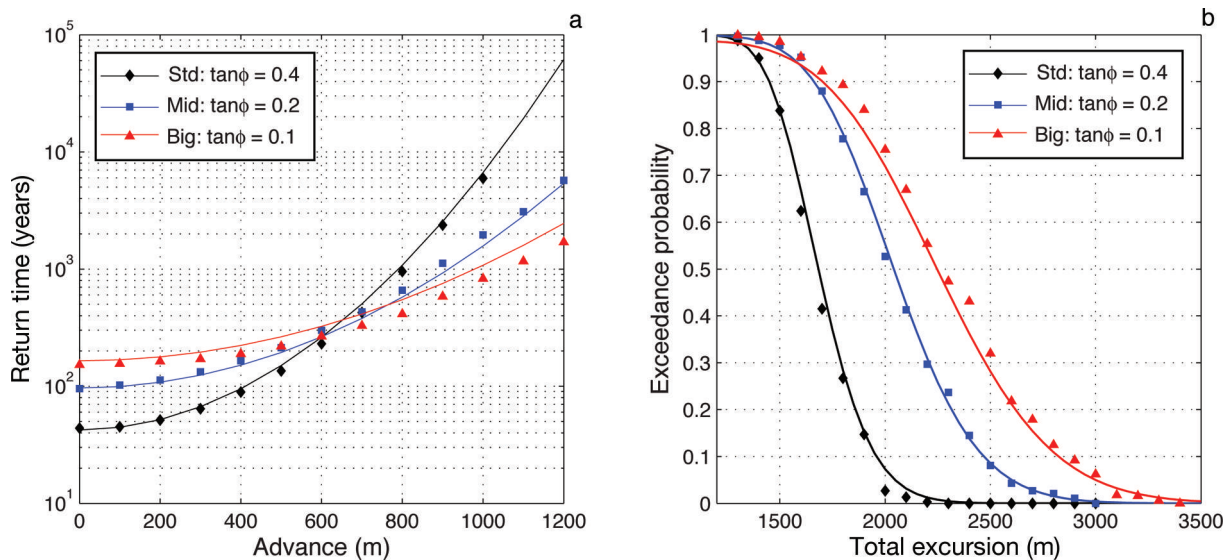 a
10^5
10^4
10^3
10^2
10^1
Return time (years)
Std: tanϕ = 0.4
Mid: tanϕ = 0.2
Big: tanϕ = 0.1
0 200 400 600 800 1000 1200
Advance (m)
b
1
0.9
0.8
0.7
0.6
0.5
0.4
0.3
0.2
0.1
0
Exceedance probability
Std: tanϕ = 0.4
Mid: tanϕ = 0.2
Big: tanϕ = 0.1
1500 2000 2500 3000 3500
Total excursion (m)